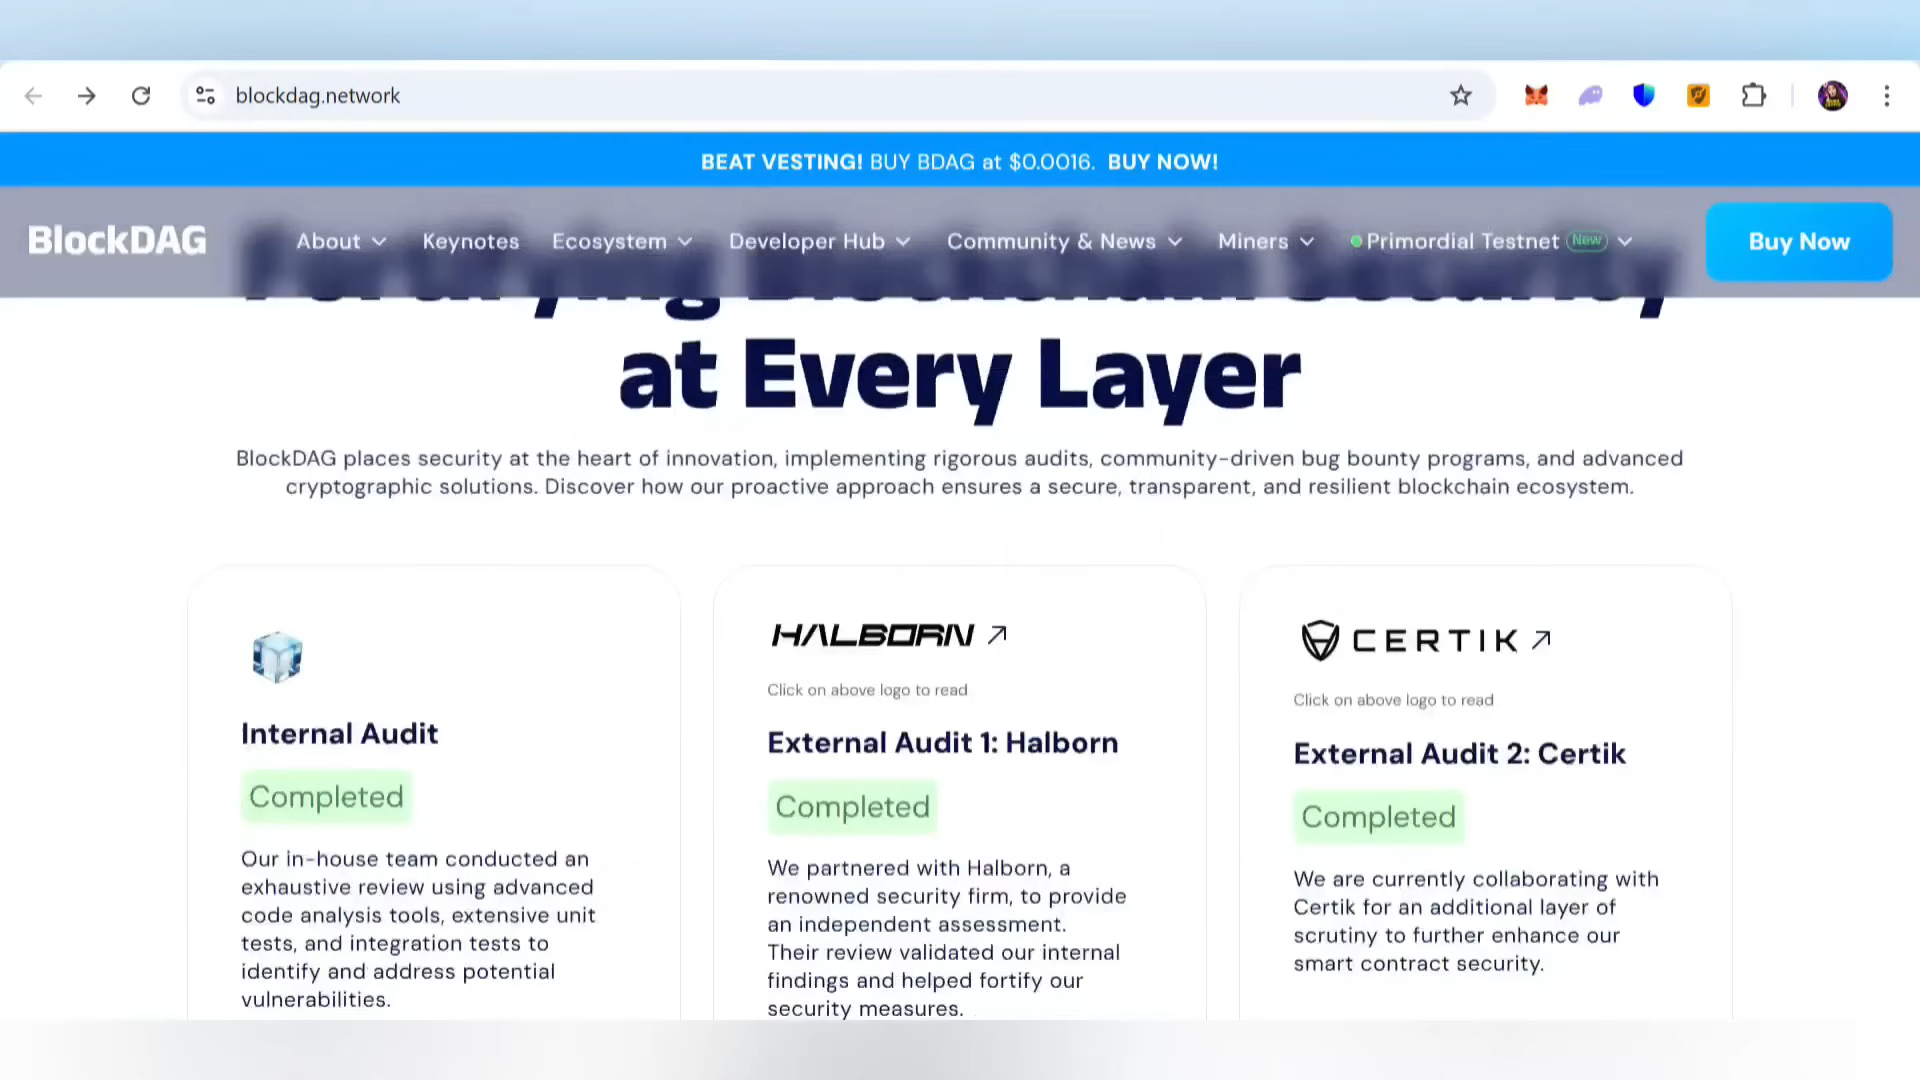 blockdag.network
BEAT VESTING! BUY BDAG at $0.0016. BUY NOW!
BlockDAG About Keynotes Ecosystem Developer Hub Community & News Miners Primordial Testnet New Buy Now
Fortifying Blockchain Security
at Every Layer
BlockDAG places security at the heart of innovation, implementing rigorous audits, community-driven bug bounty programs, and advanced
cryptographic solutions. Discover how our proactive approach ensures a secure, transparent, and resilient blockchain ecosystem.
Internal Audit
Completed
Our in-house team conducted an
exhaustive review using advanced
code analysis tools, extensive unit
tests, and integration tests to
identify and address potential
vulnerabilities.
HALBORN
Click on above logo to read
External Audit 1: Halborn
Completed
We partnered with Halborn, a
renowned security firm, to provide
an independent assessment.
Their review validated our internal
findings and helped fortify our
security measures.
CERTIK
Click on above logo to read
External Audit 2: Certik
Completed
We are currently collaborating with
Certik for an additional layer of
scrutiny to further enhance our
smart contract security.